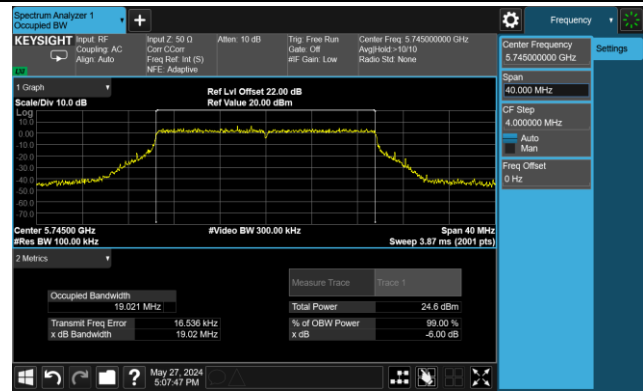 Spectrum Analyzer 1
Occupied BW
Frequency
KEYSIGHT
Input: RF
Coupling: AC
Align: Auto
Input Z: 50 Ω
Corr CCorr
Freq Ref: Int (S)
NFE: Adaptive
Atten: 10 dB
Trig: Free Run
Gate: Off
#IF Gain: Low
Center Freq: 5.745000000 GHz
Avg|Hold:>10/10
Radio Std: None
LU
Center Frequency
5.745000000 GHz
Settings
Span
40.000 MHz
CF Step
4.000000 MHz
Auto
Man
Freq Offset
0 Hz
1 Graph
Scale/Div 10.0 dB
Ref Lvl Offset 22.00 dB
Ref Value 20.00 dBm
Log
10.0
0.00
-10.0
-20.0
-30.0
-40.0
-50.0
-60.0
-70.0
Center 5.74500 GHz
#Res BW 100.00 kHz
#Video BW 300.00 kHz
Span 40 MHz
Sweep 3.87 ms (2001 pts)
2 Metrics
Measure Trace Trace 1
Occupied Bandwidth
19.021 MHz
Total Power 24.6 dBm
Transmit Freq Error 16.536 kHz
% of OBW Power 99.00 %
x dB Bandwidth 19.02 MHz
x dB -6.00 dB
May 27, 2024
5:07:47 PM